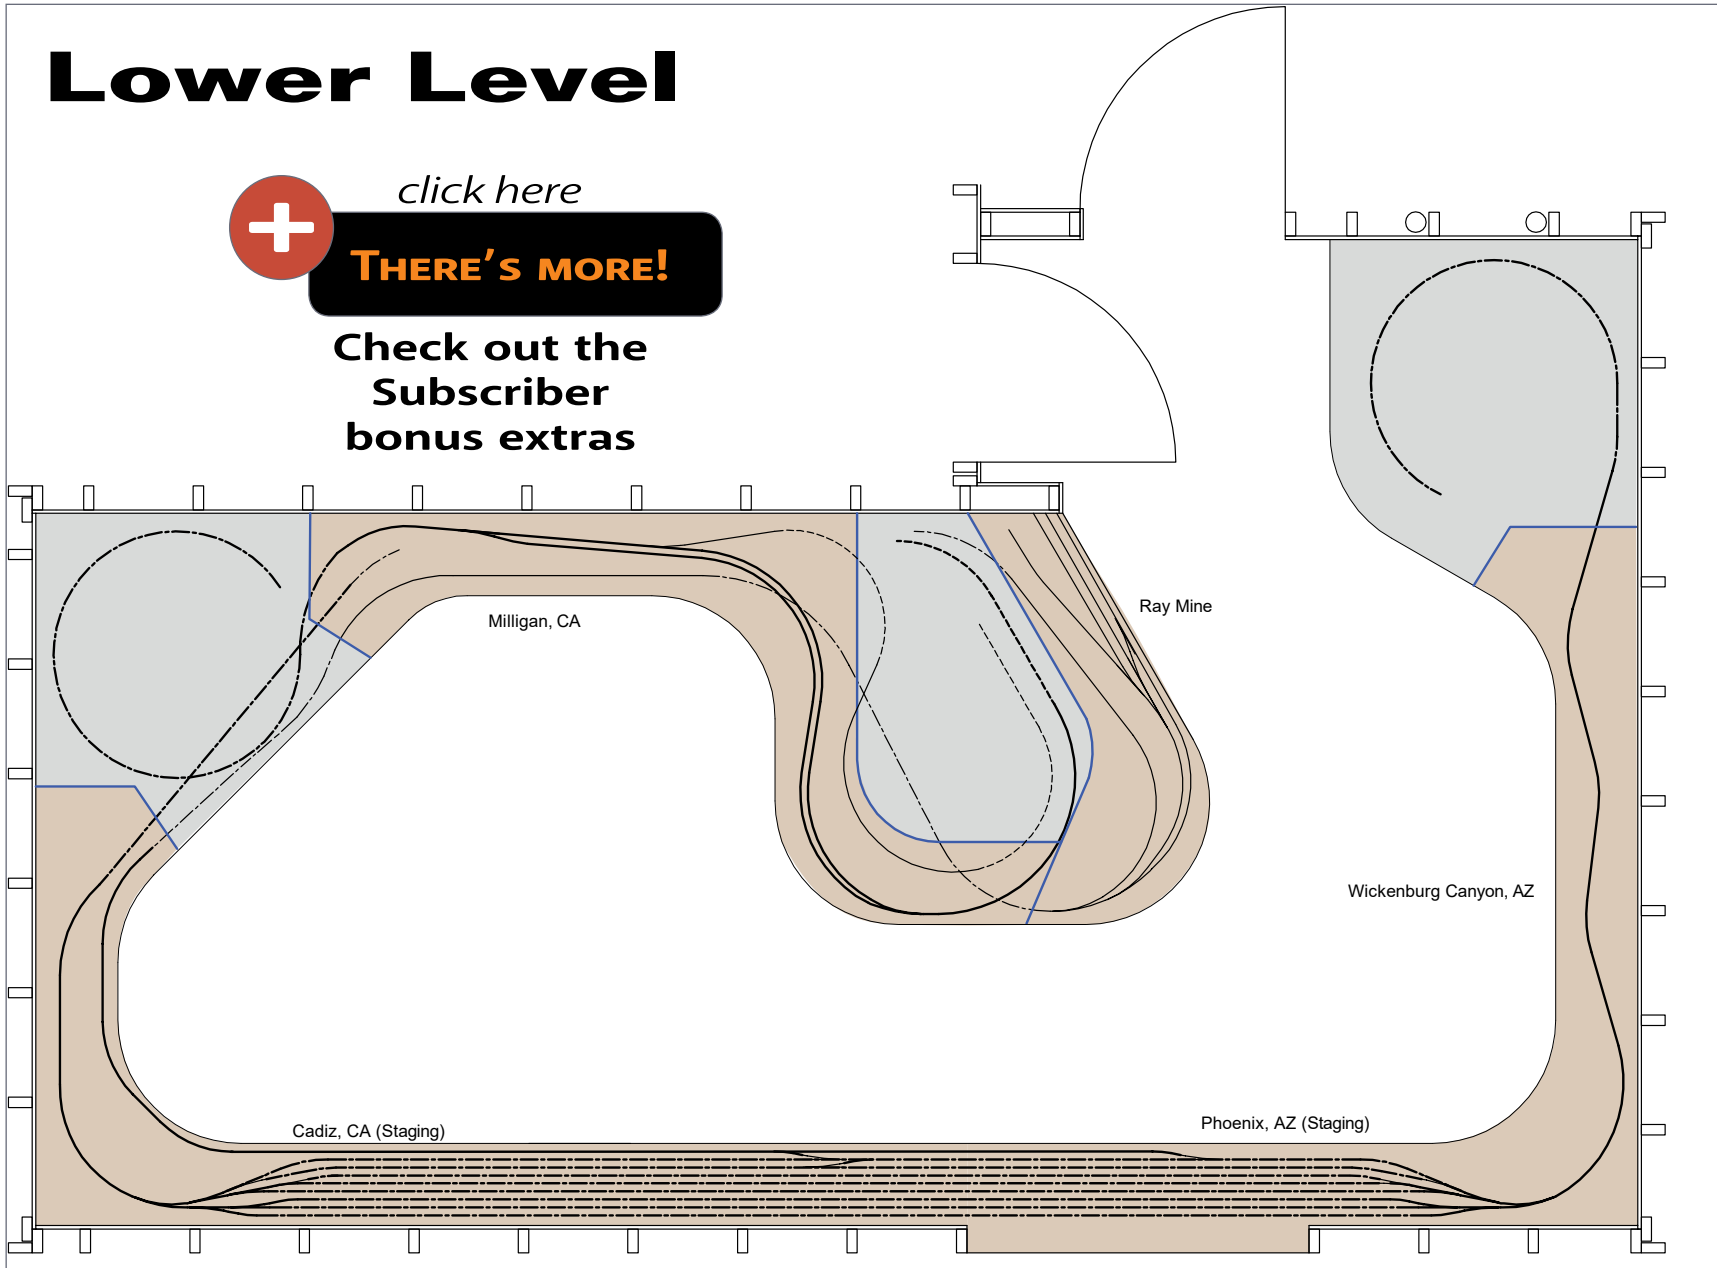 Lower Level
click here
THERE'S MORE!
Check out the
Subscriber
bonus extras
Ray Mine
Milligan, CA
Wickenburg Canyon, AZ
Cadiz, CA (Staging)
Phoenix, AZ (Staging)